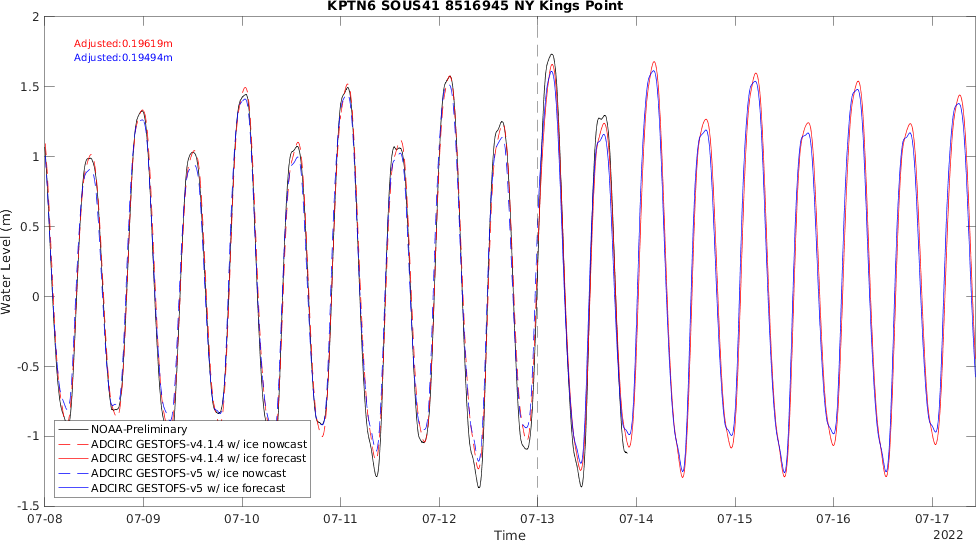 KPTN6 SOUS41 8516945 NY Kings Point
Adjusted:0.19619m
Adjusted:0.19494m
2
1.5
1
0.5
0
-0.5
-1
-1.5
Water Level (m)
NOAA-Preliminary
ADCIRC GESTOFS-v4.1.4 w/ ice nowcast
ADCIRC GESTOFS-v4.1.4 w/ ice forecast
ADCIRC GESTOFS-v5 w/ ice nowcast
ADCIRC GESTOFS-v5 w/ ice forecast
07-08 07-09 07-10 07-11 07-12 07-13 07-14 07-15 07-16 07-17
Time
2022